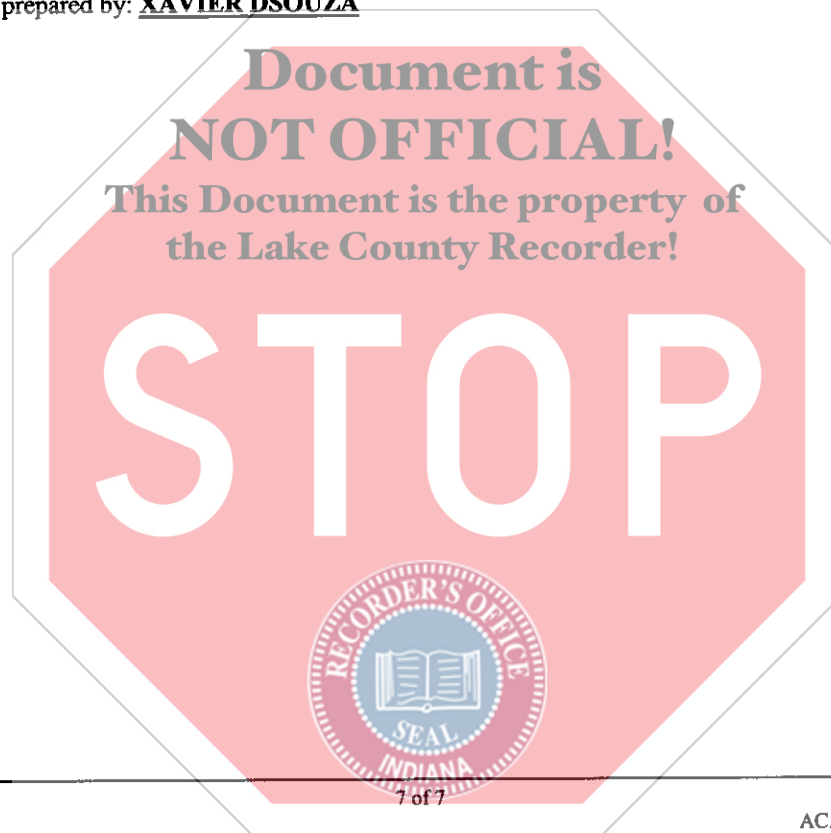 prepared by: XAVIER DSOUZA
Document is
NOT OFFICIAL!
This Document is the property of
the Lake County Recorder!
STOP
RECORDER'S OFFICE
SEAL
INDIANA
7 of 7
AC